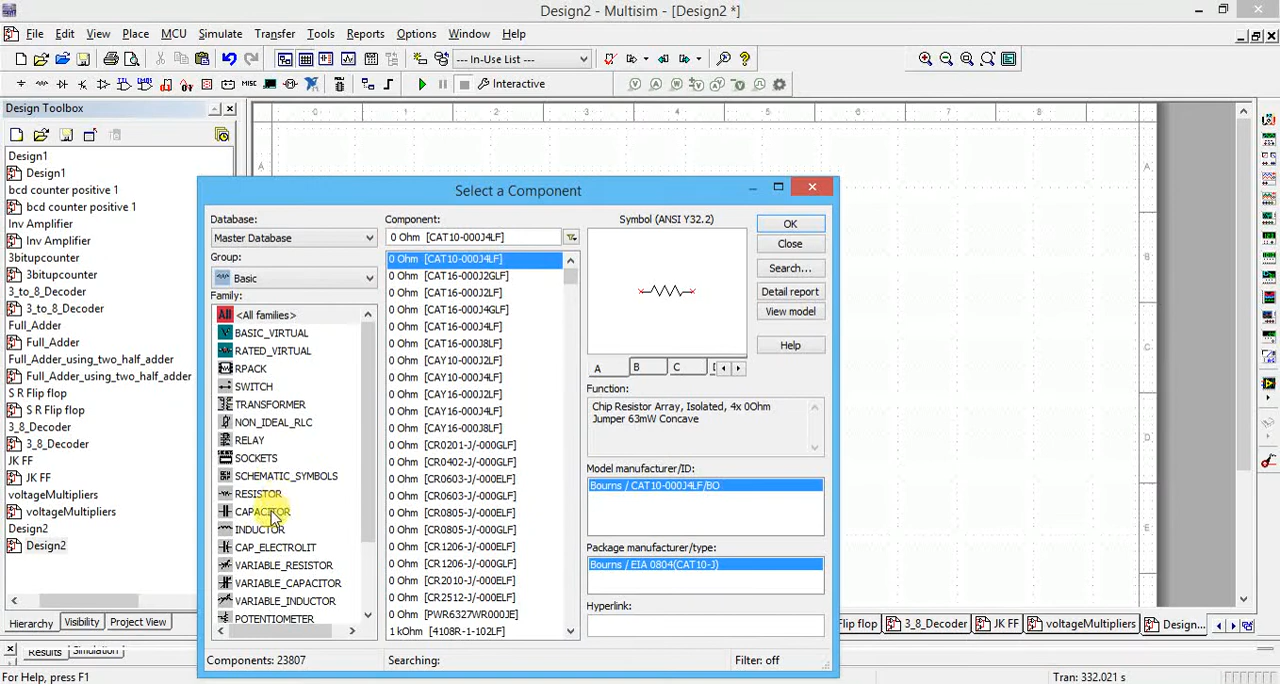 Design2 - Multisim - [Design2 *]
File Edit View Place MCU Simulate Transfer Tools Reports Options Window Help
--- In-Use List ---
Interactive
Design Toolbox
Design1
Design1
bcd counter positive 1
bcd counter positive 1
Inv Amplifier
Inv Amplifier
3bitupcounter
3bitupcounter
3_to_8_Decoder
3_to_8_Decoder
Full_Adder
Full_Adder
Full_Adder_using_two_half_adder
Full_Adder_using_two_half_adder
S R Flip flop
S R Flip flop
3_8_Decoder
3_8_Decoder
JK FF
JK FF
voltageMultipliers
voltageMultipliers
Design2
Design2
Hierarchy Visibility Project View
0 1 2 3 4 5 6 7 8
A
A
B
C
D
E
Select a Component
Database:
Master Database
Group:
Basic
Family:
All <All families>
BASIC_VIRTUAL
RATED_VIRTUAL
RPACK
SWITCH
TRANSFORMER
NON_IDEAL_RLC
RELAY
SOCKETS
SCHEMATIC_SYMBOLS
RESISTOR
CAPACITOR
INDUCTOR
CAP_ELECTROLIT
VARIABLE_RESISTOR
VARIABLE_CAPACITOR
VARIABLE_INDUCTOR
POTENTIOMETER
Component:
0 Ohm [CAT10-000J4LF]
0 Ohm [CAT10-000J4LF]
0 Ohm [CAT16-000J2GLF]
0 Ohm [CAT16-000J2LF]
0 Ohm [CAT16-000J4GLF]
0 Ohm [CAT16-000J4LF]
0 Ohm [CAT16-000J8LF]
0 Ohm [CAY10-000J2LF]
0 Ohm [CAY10-000J4LF]
0 Ohm [CAY16-000J2LF]
0 Ohm [CAY16-000J4LF]
0 Ohm [CAY16-000J8LF]
0 Ohm [CR0201-J/-000GLF]
0 Ohm [CR0402-J/-000GLF]
0 Ohm [CR0603-J/-000ELF]
0 Ohm [CR0603-J/-000GLF]
0 Ohm [CR0805-J/-000ELF]
0 Ohm [CR0805-J/-000GLF]
0 Ohm [CR1206-J/-000ELF]
0 Ohm [CR1206-J/-000GLF]
0 Ohm [CR2010-J/-000ELF]
0 Ohm [CR2512-J/-000ELF]
0 Ohm [PWR6327WR000JE]
1 kOhm [4108R-1-102LF]
Symbol (ANSI Y32.2)
A B C
Function:
Chip Resistor Array, Isolated, 4x 0Ohm
Jumper 63mW Concave
Model manufacturer/ID:
Bourns / CAT10-000J4LF/BO
Package manufacturer/type:
Bourns / EIA 0804(CAT10-J)
Hyperlink:
OK
Close
Search...
Detail report
View model
Help
Components: 23807
Searching:
Filter: off
Flip flop 3_8_Decoder JK FF voltageMultipliers Design...
Results Simulation
For Help, press F1
Tran: 332.021 s